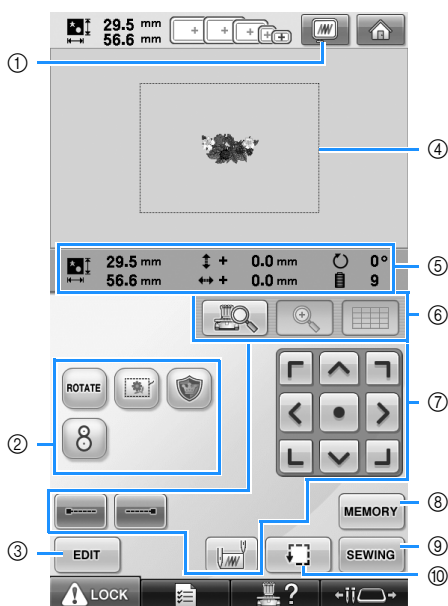 29.5 mm
56.6 mm
①
④
29.5 mm + 0.0 mm 0°
56.6 mm + 0.0 mm 9
⑤
⑥
ROTATE
②
⑦
8
MEMORY ⑧
③ EDIT
SEWING ⑨
⑩
LOCK ?